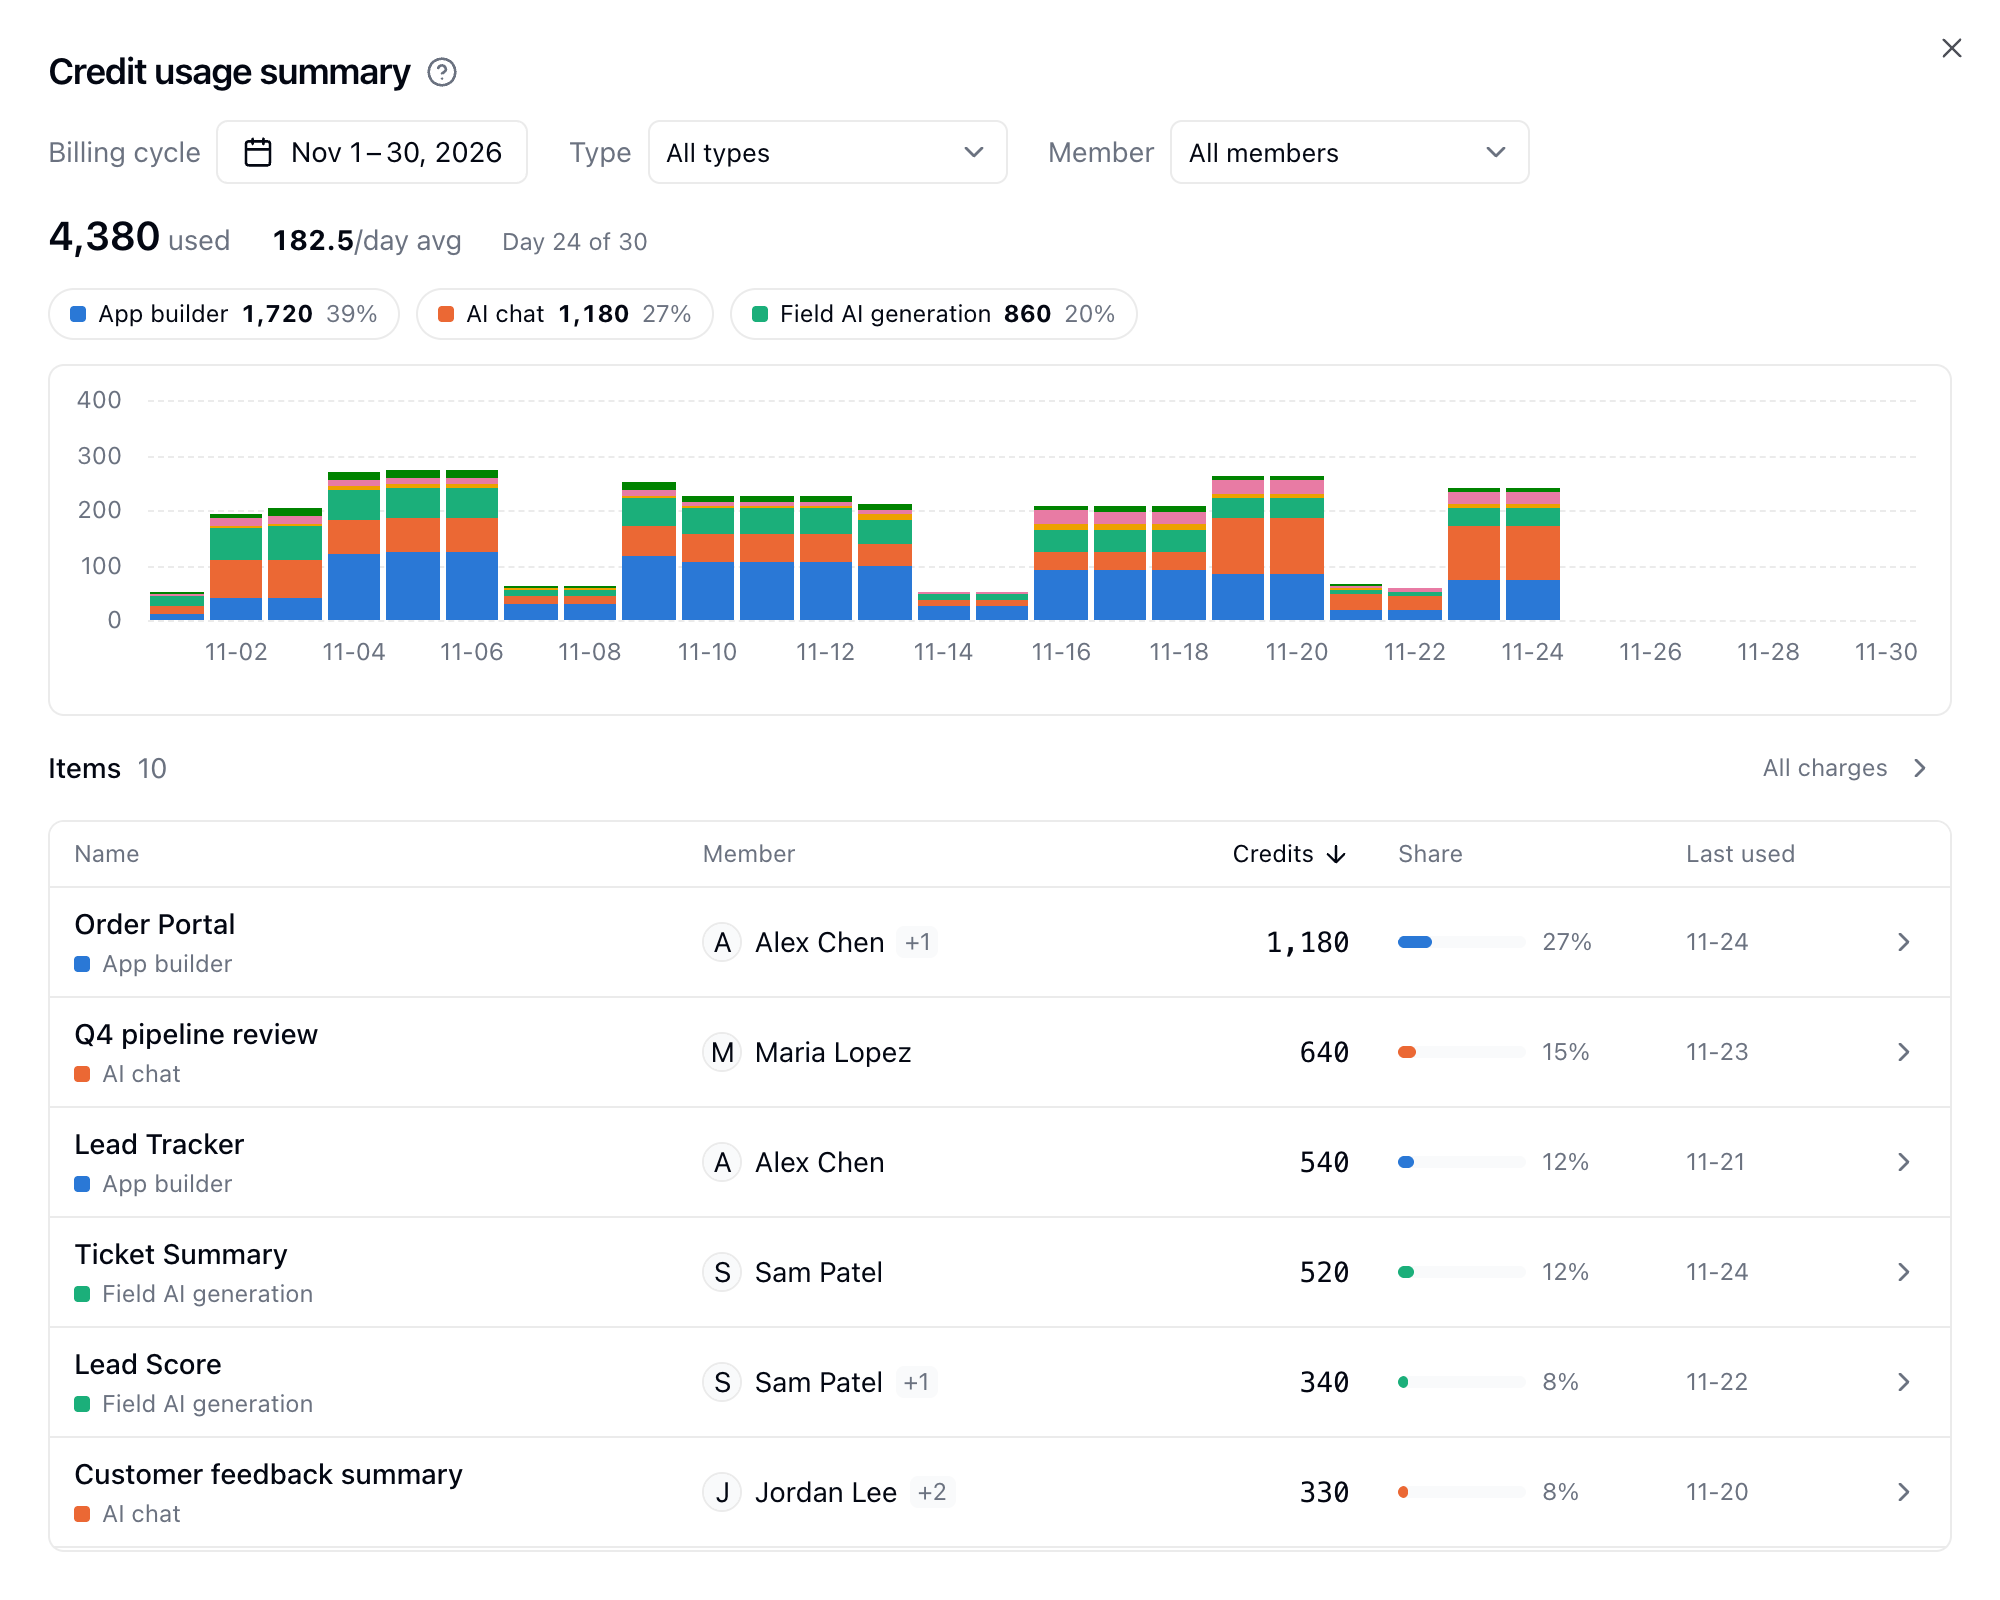 Credit usage summary
Billing cycle Nov 1–30, 2026 Type All types Member All members
4,380 used 182.5/day avg Day 24 of 30
App builder 1,720 39% AI chat 1,180 27% Field AI generation 860 20%
400
300
200
100
0
11-02 11-04 11-06 11-08 11-10 11-12 11-14 11-16 11-18 11-20 11-22 11-24 11-26 11-28 11-30
Items 10 All charges
Name Member Credits Share Last used
Order Portal
App builder
A Alex Chen +1 1,180 27% 11-24
Q4 pipeline review
AI chat
M Maria Lopez 640 15% 11-23
Lead Tracker
App builder
A Alex Chen 540 12% 11-21
Ticket Summary
Field AI generation
S Sam Patel 520 12% 11-24
Lead Score
Field AI generation
S Sam Patel +1 340 8% 11-22
Customer feedback summary
AI chat
J Jordan Lee +2 330 8% 11-20